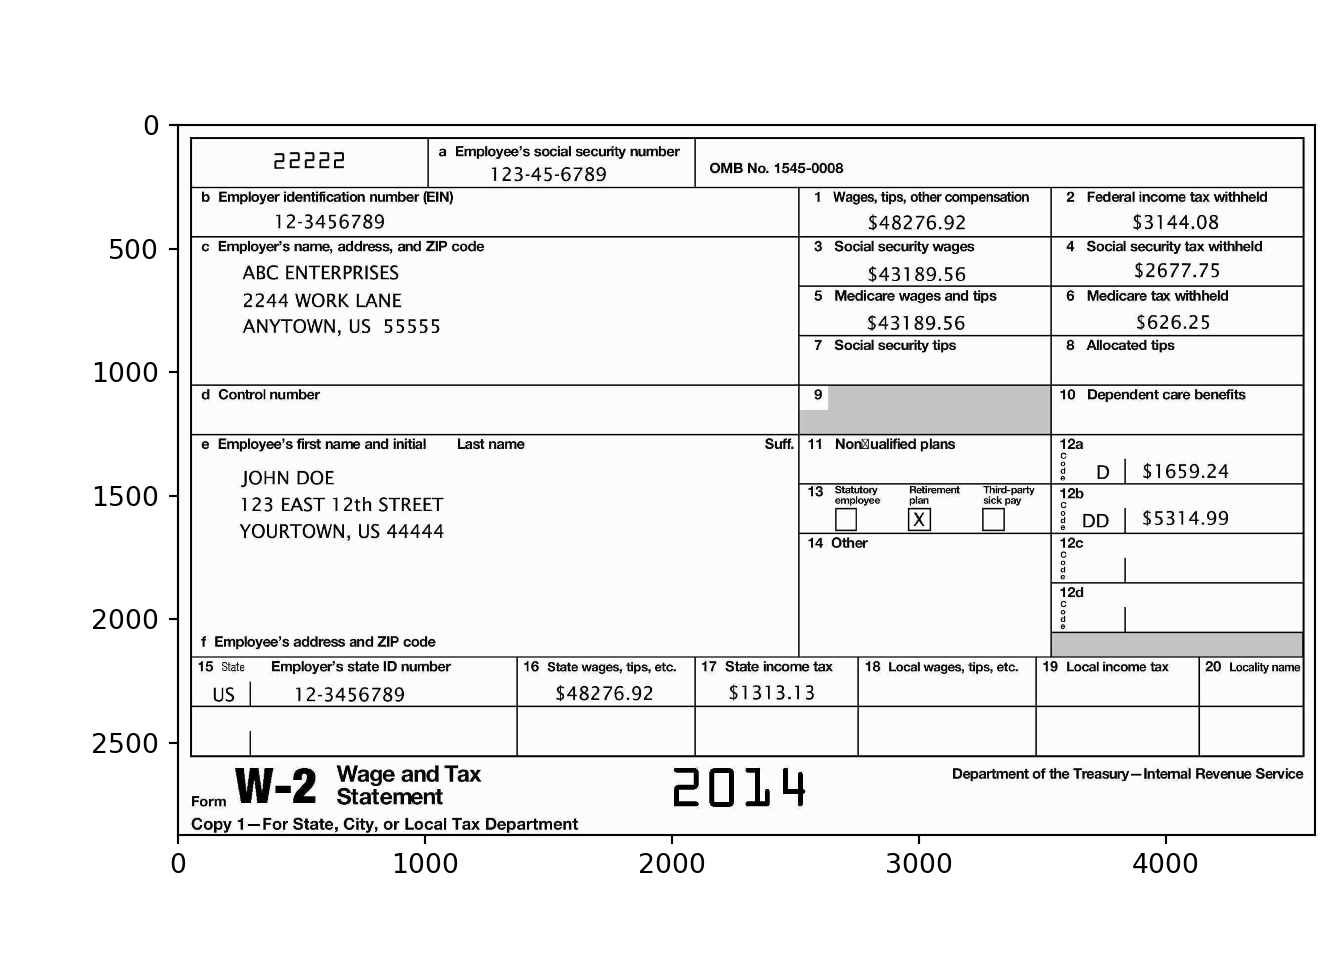 0
22222
a Employee's social security number
123-45-6789
OMB No. 1545-0008
b Employer identification number (EIN)
12-3456789
1 Wages, tips, other compensation
$48276.92
2 Federal income tax withheld
$3144.08
500
c Employer's name, address, and ZIP code
ABC ENTERPRISES
2244 WORK LANE
ANYTOWN, US 55555
3 Social security wages
$43189.56
4 Social security tax withheld
$2677.75
5 Medicare wages and tips
$43189.56
6 Medicare tax withheld
$626.25
7 Social security tips
8 Allocated tips
1000
d Control number
9
10 Dependent care benefits
e Employee's first name and initial Last name Suff.
JOHN DOE
123 EAST 12th STREET
YOURTOWN, US 44444
11 Nonqualified plans
12a
Code
D $1659.24
1500
13 Statutory employee
Retirement plan
Third-party sick pay
X
12b
Code
DD $5314.99
14 Other
12c
Code
12d
Code
2000
f Employee's address and ZIP code
15 State Employer's state ID number
US 12-3456789
16 State wages, tips, etc.
$48276.92
17 State income tax
$1313.13
18 Local wages, tips, etc.
19 Local income tax
20 Locality name
2500
Form W-2 Wage and Tax
Statement
2014
Department of the Treasury—Internal Revenue Service
Copy 1—For State, City, or Local Tax Department
0 1000 2000 3000 4000